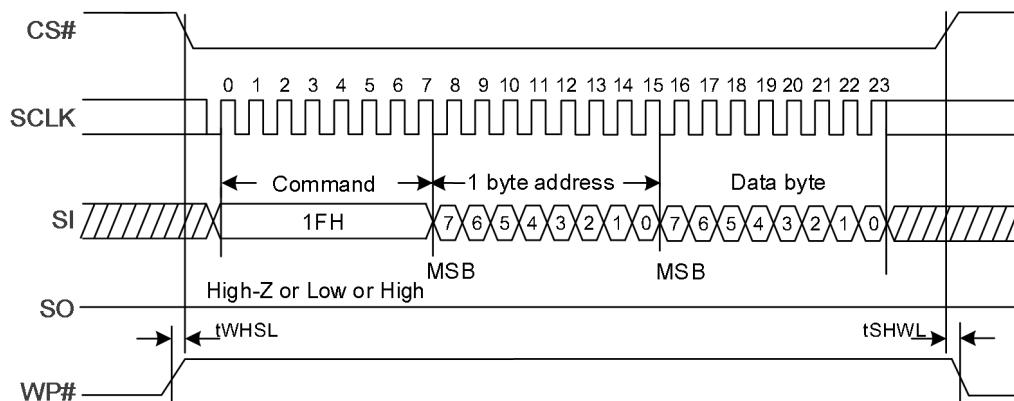 CS#
0 1 2 3 4 5 6 7 8 9 10 11 12 13 14 15 16 17 18 19 20 21 22 23
SCLK
Command 1 byte address Data byte
SI 1FH 7 6 5 4 3 2 1 0 7 6 5 4 3 2 1 0
MSB MSB
High-Z or Low or High
SO
tWHSL tSHWL
WP#